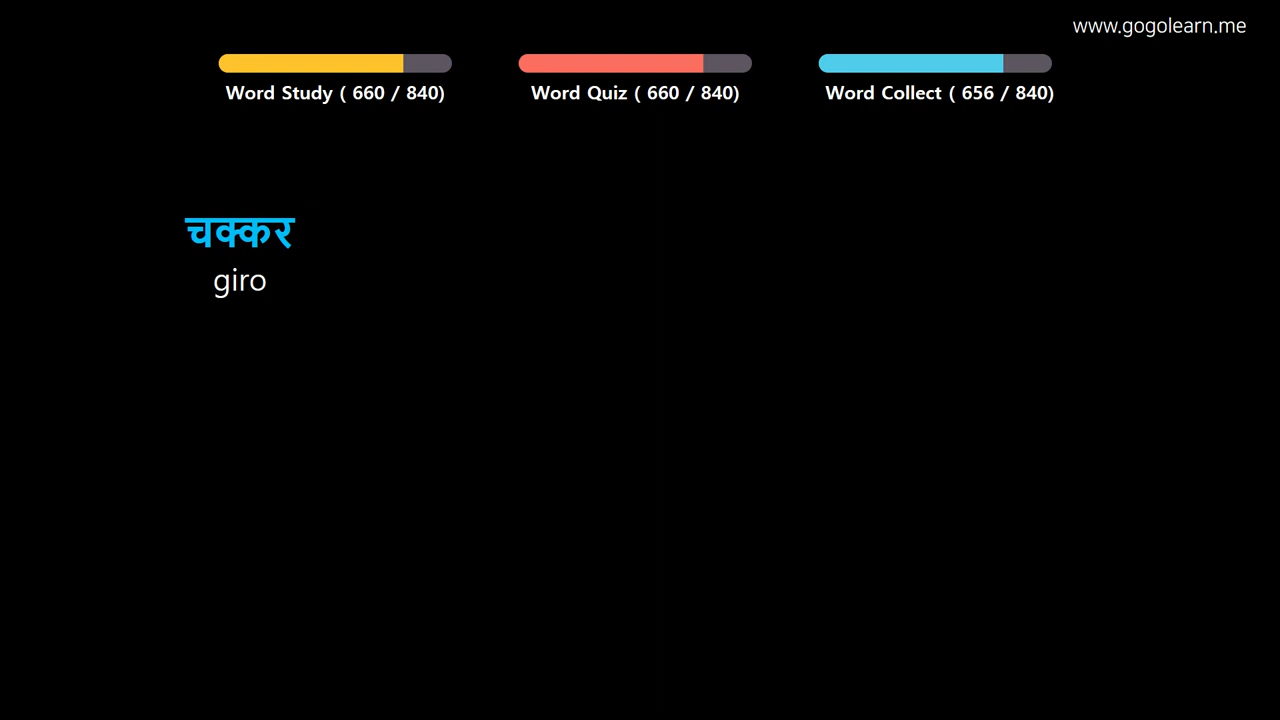 www.gogolearn.me
Word Study ( 660 / 840)
Word Quiz ( 660 / 840)
Word Collect ( 656 / 840)
चक्कर
giro